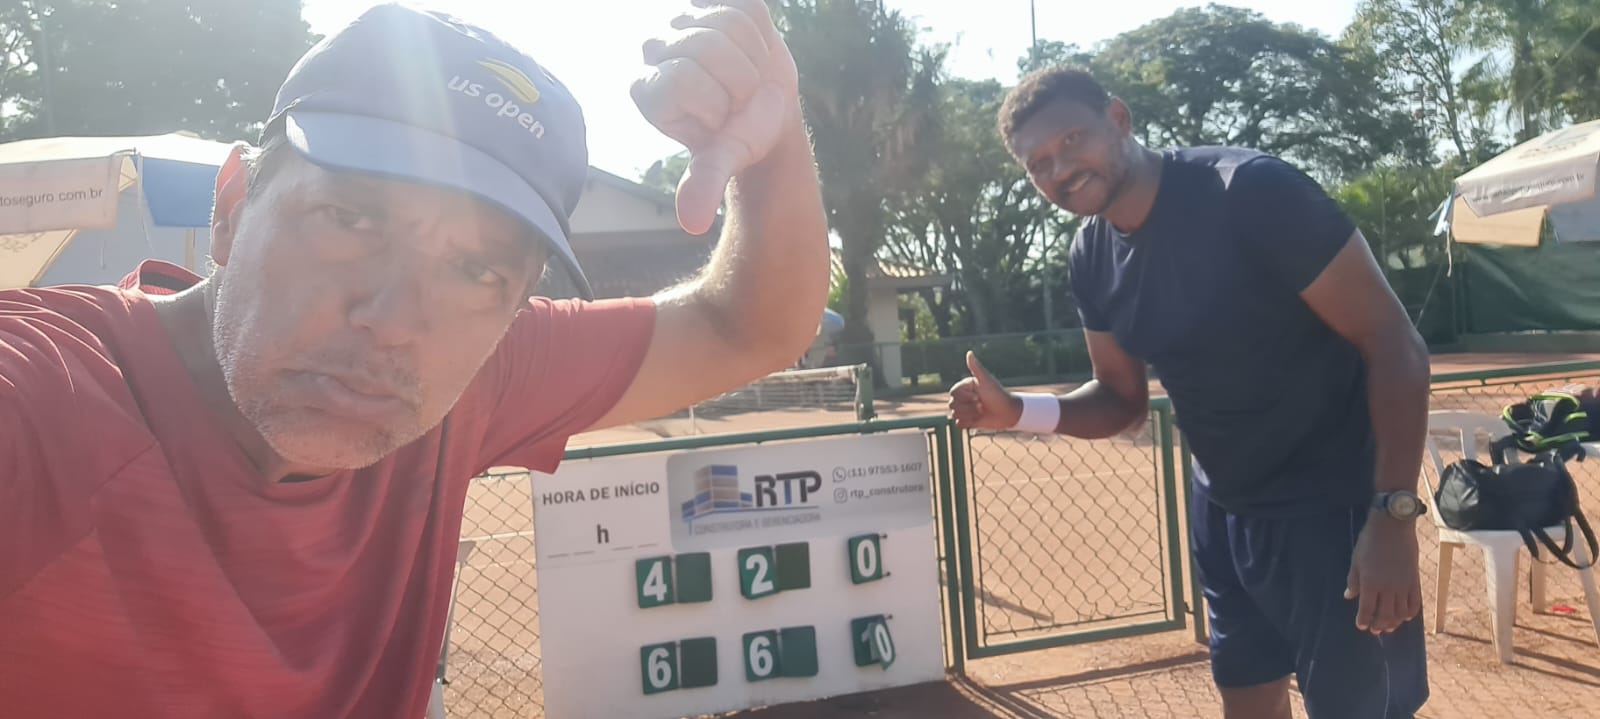 us open
toseguro.com.br
HORA DE INÍCIO
h
RTP
CONSTRUTORA E GERENCIADORA
(11) 97553-1607
rtp_construtora
4 2 0
6 6 10